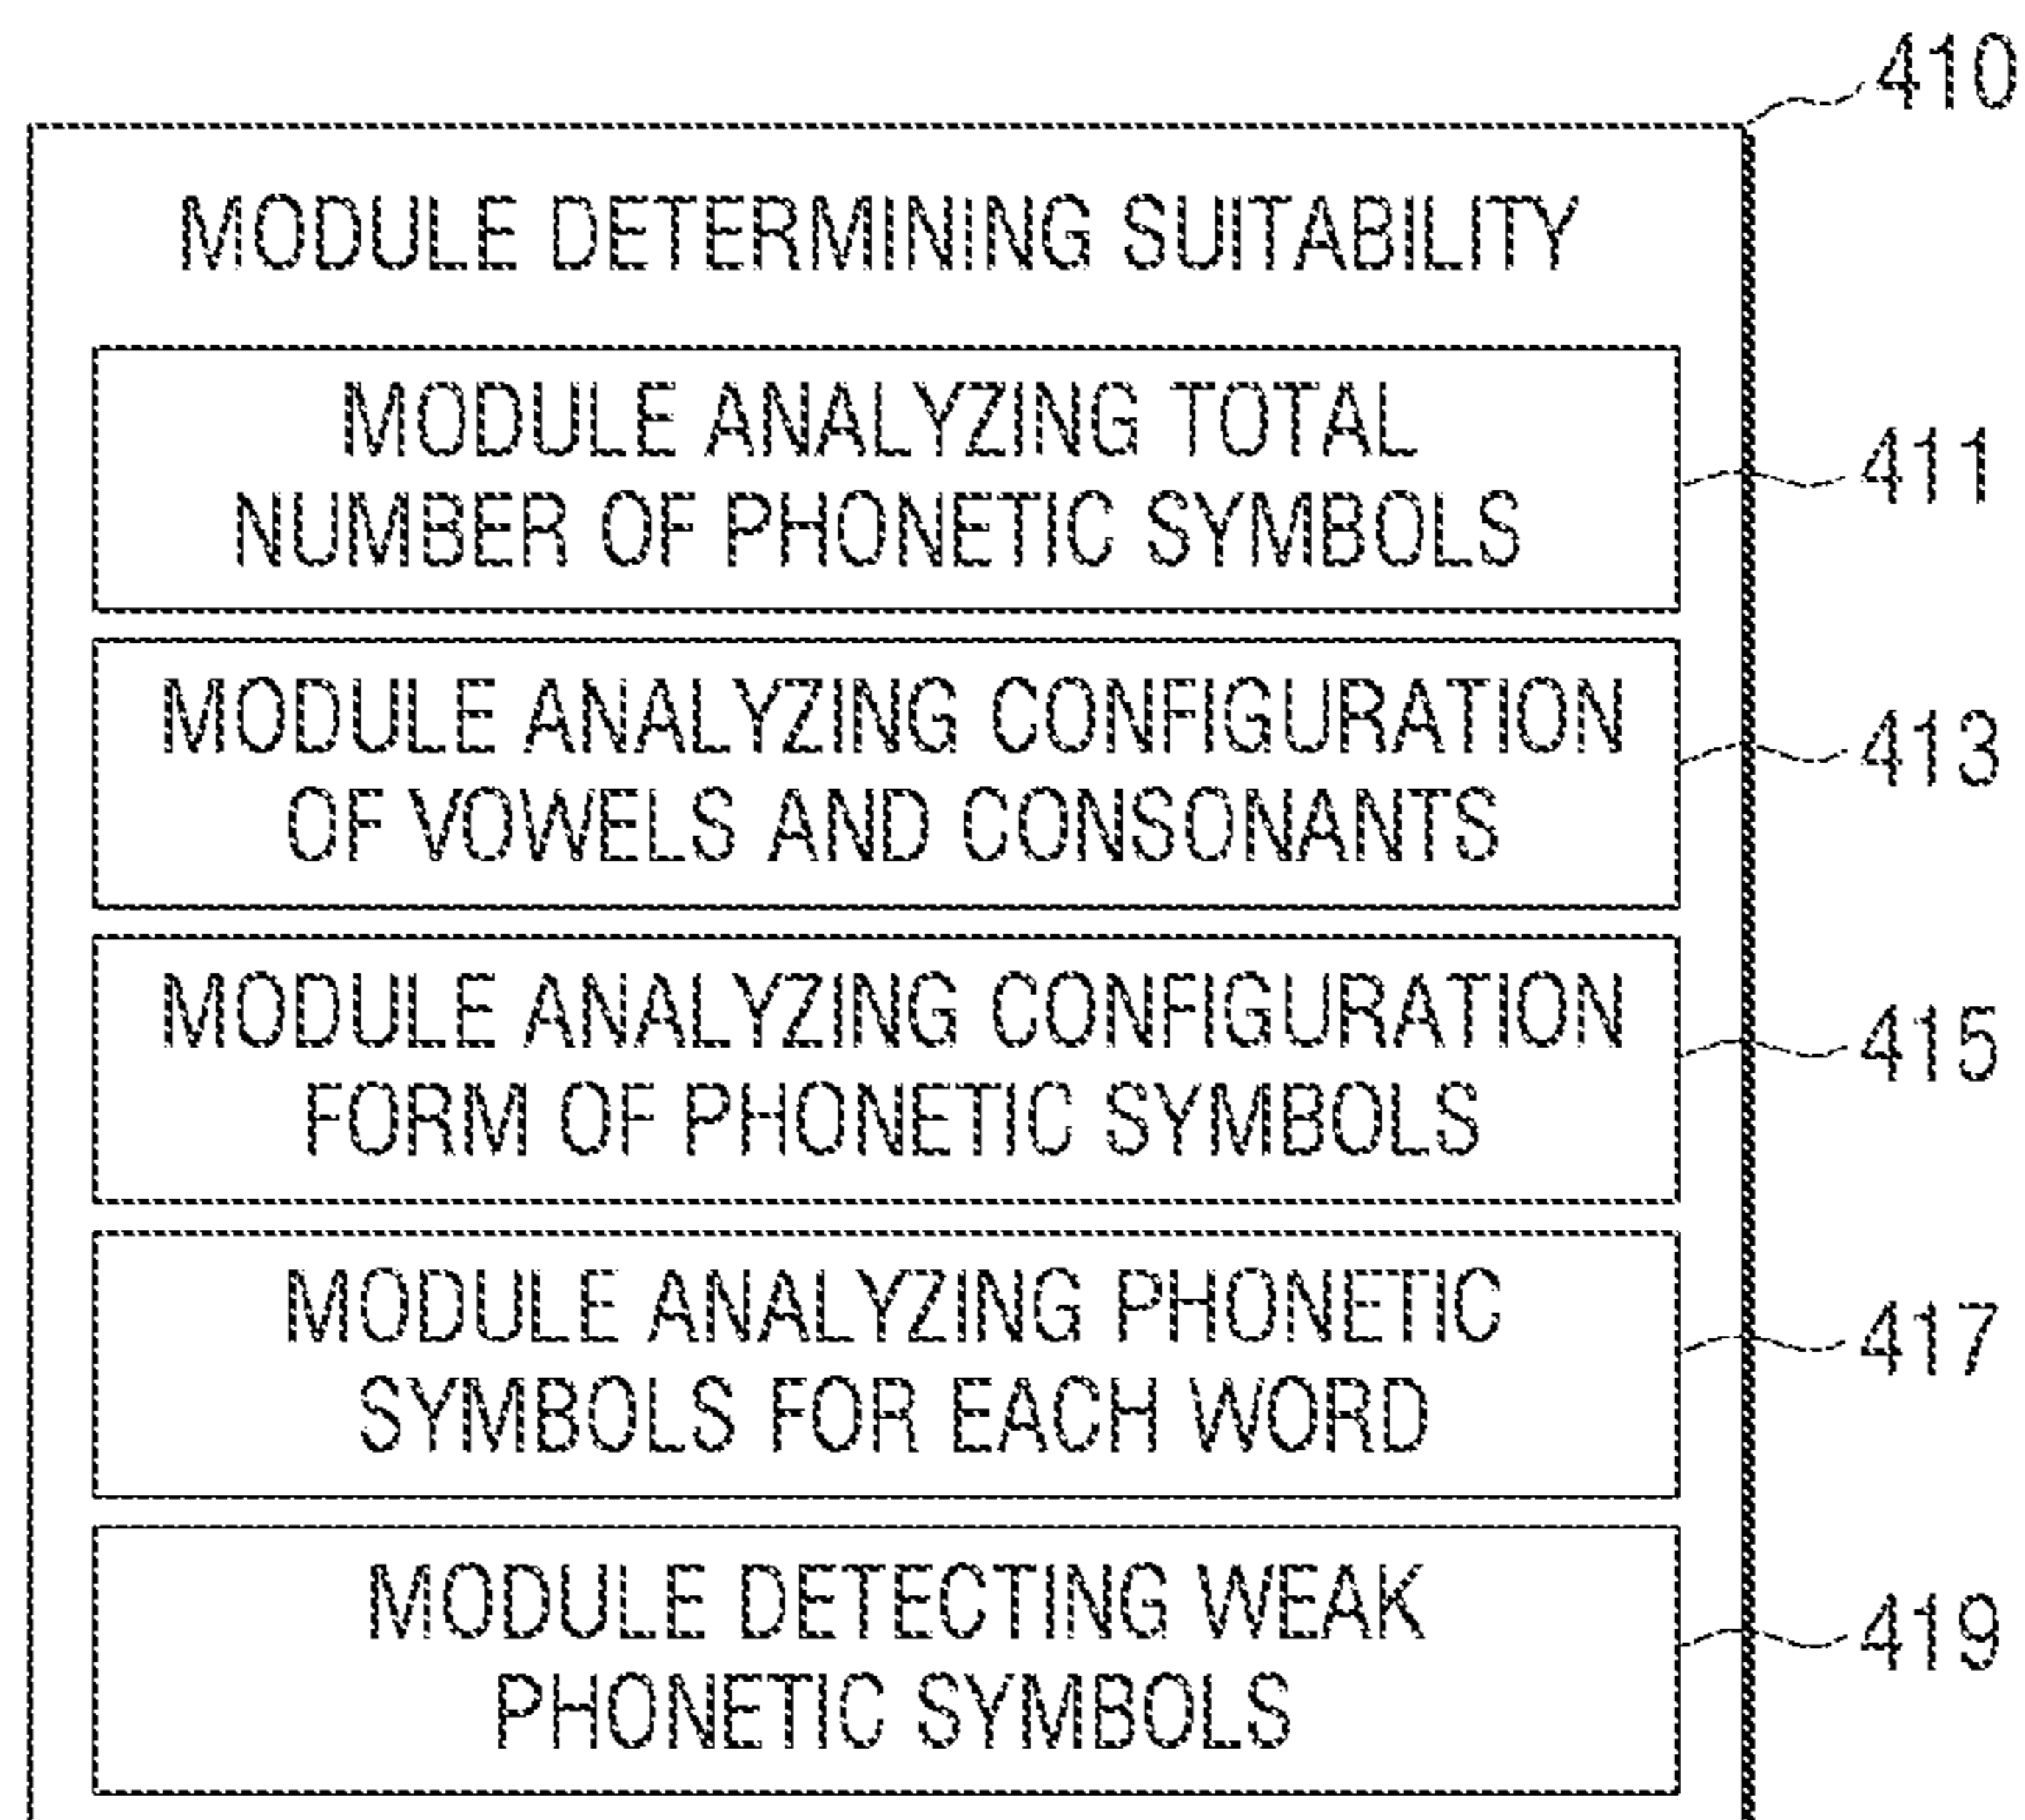 410
MODULE DETERMINING SUITABILITY
MODULE ANALYZING TOTAL
NUMBER OF PHONETIC SYMBOLS
411
MODULE ANALYZING CONFIGURATION
OF VOWELS AND CONSONANTS
413
MODULE ANALYZING CONFIGURATION
FORM OF PHONETIC SYMBOLS
415
MODULE ANALYZING PHONETIC
SYMBOLS FOR EACH WORD
417
MODULE DETECTING WEAK
PHONETIC SYMBOLS
419